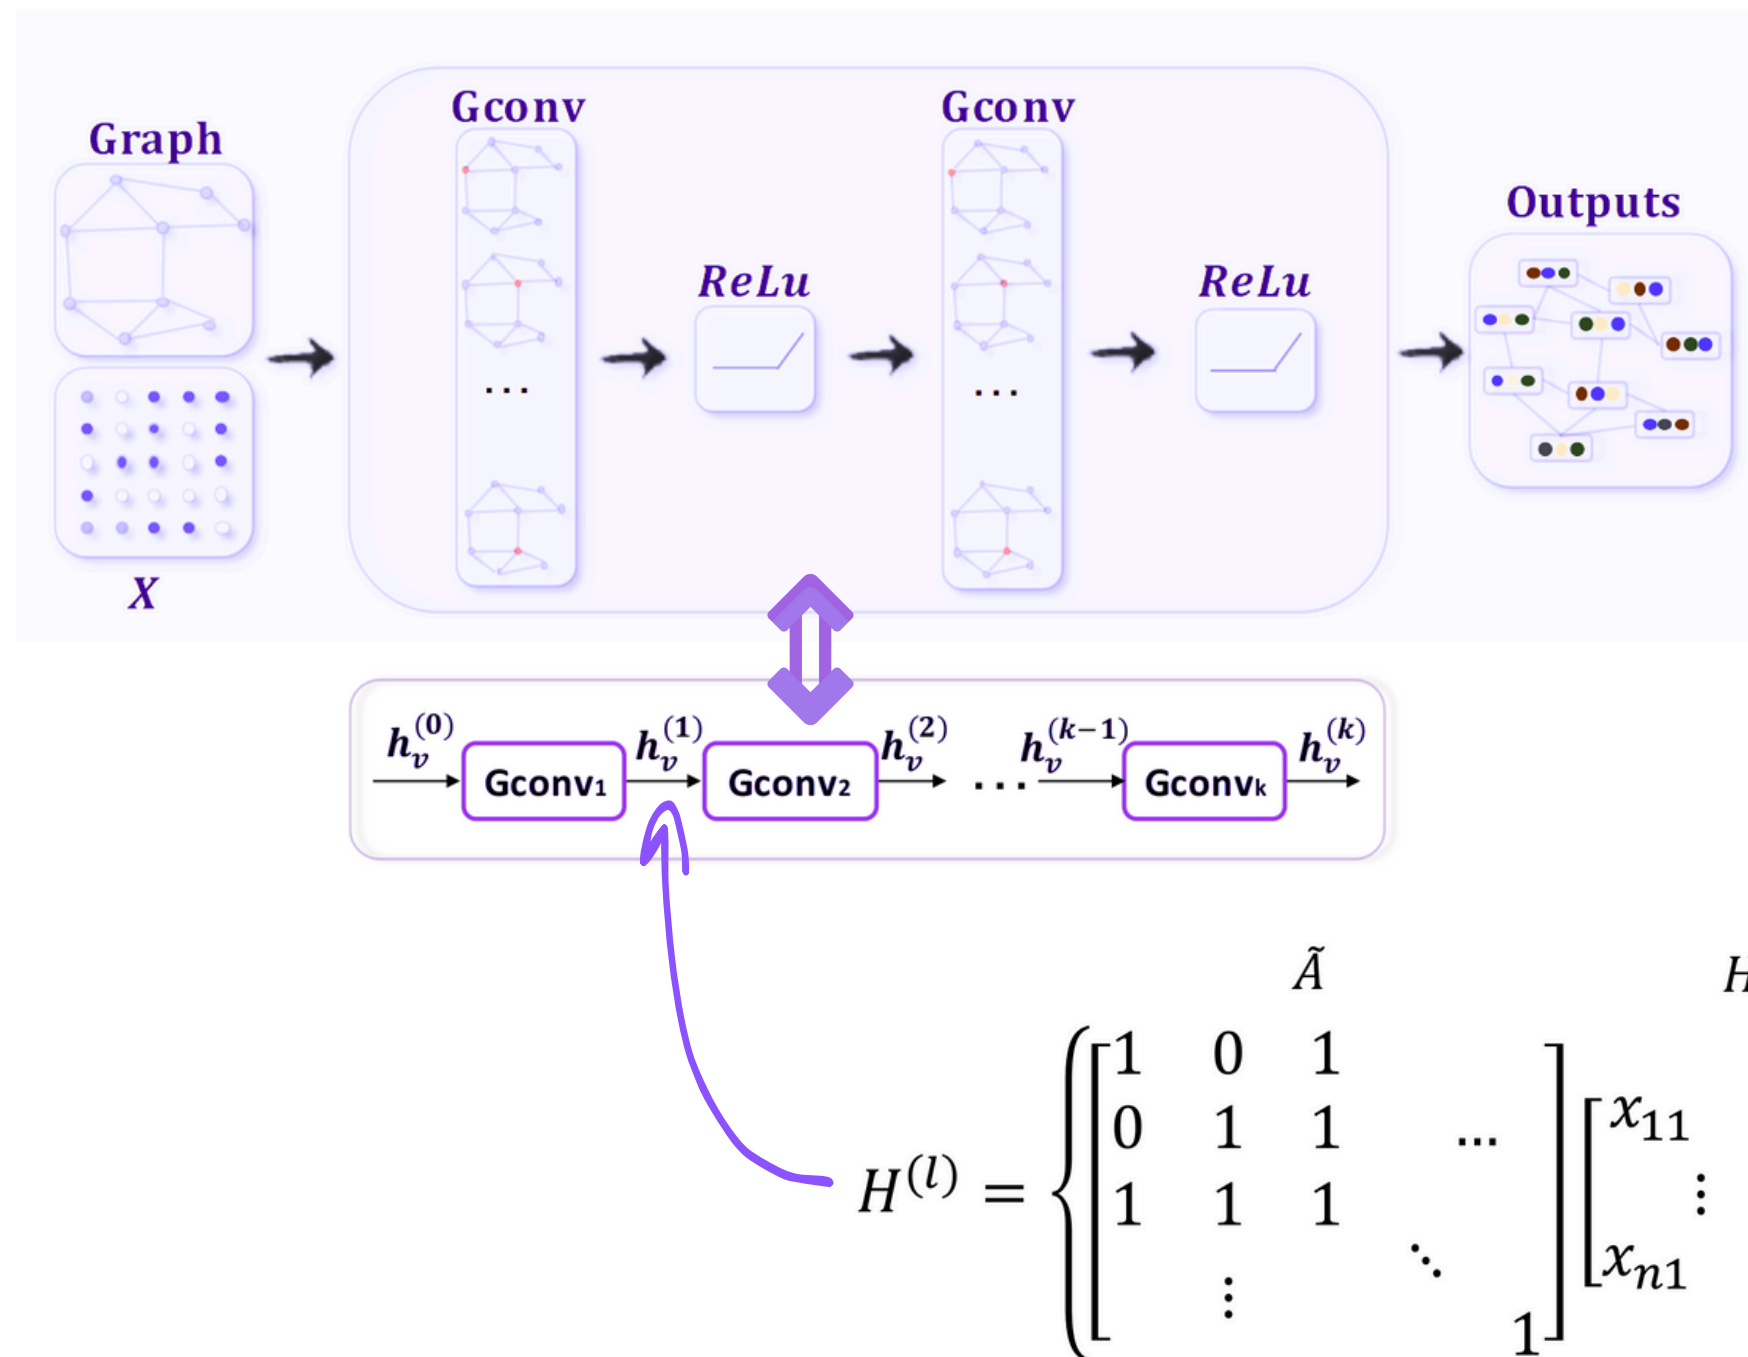 Graph
X
Gconv
...
ReLu
Gconv
...
ReLu
Outputs
h_v^(0) Gconv₁ h_v^(1) Gconv₂ h_v^(2) ... h_v^(k−1) Gconvₖ h_v^(k)
Ã H
H^(l) = {
1 0 1
0 1 1 ...
1 1 1
⋮ ⋱
1
x₁₁
⋮
xₙ₁